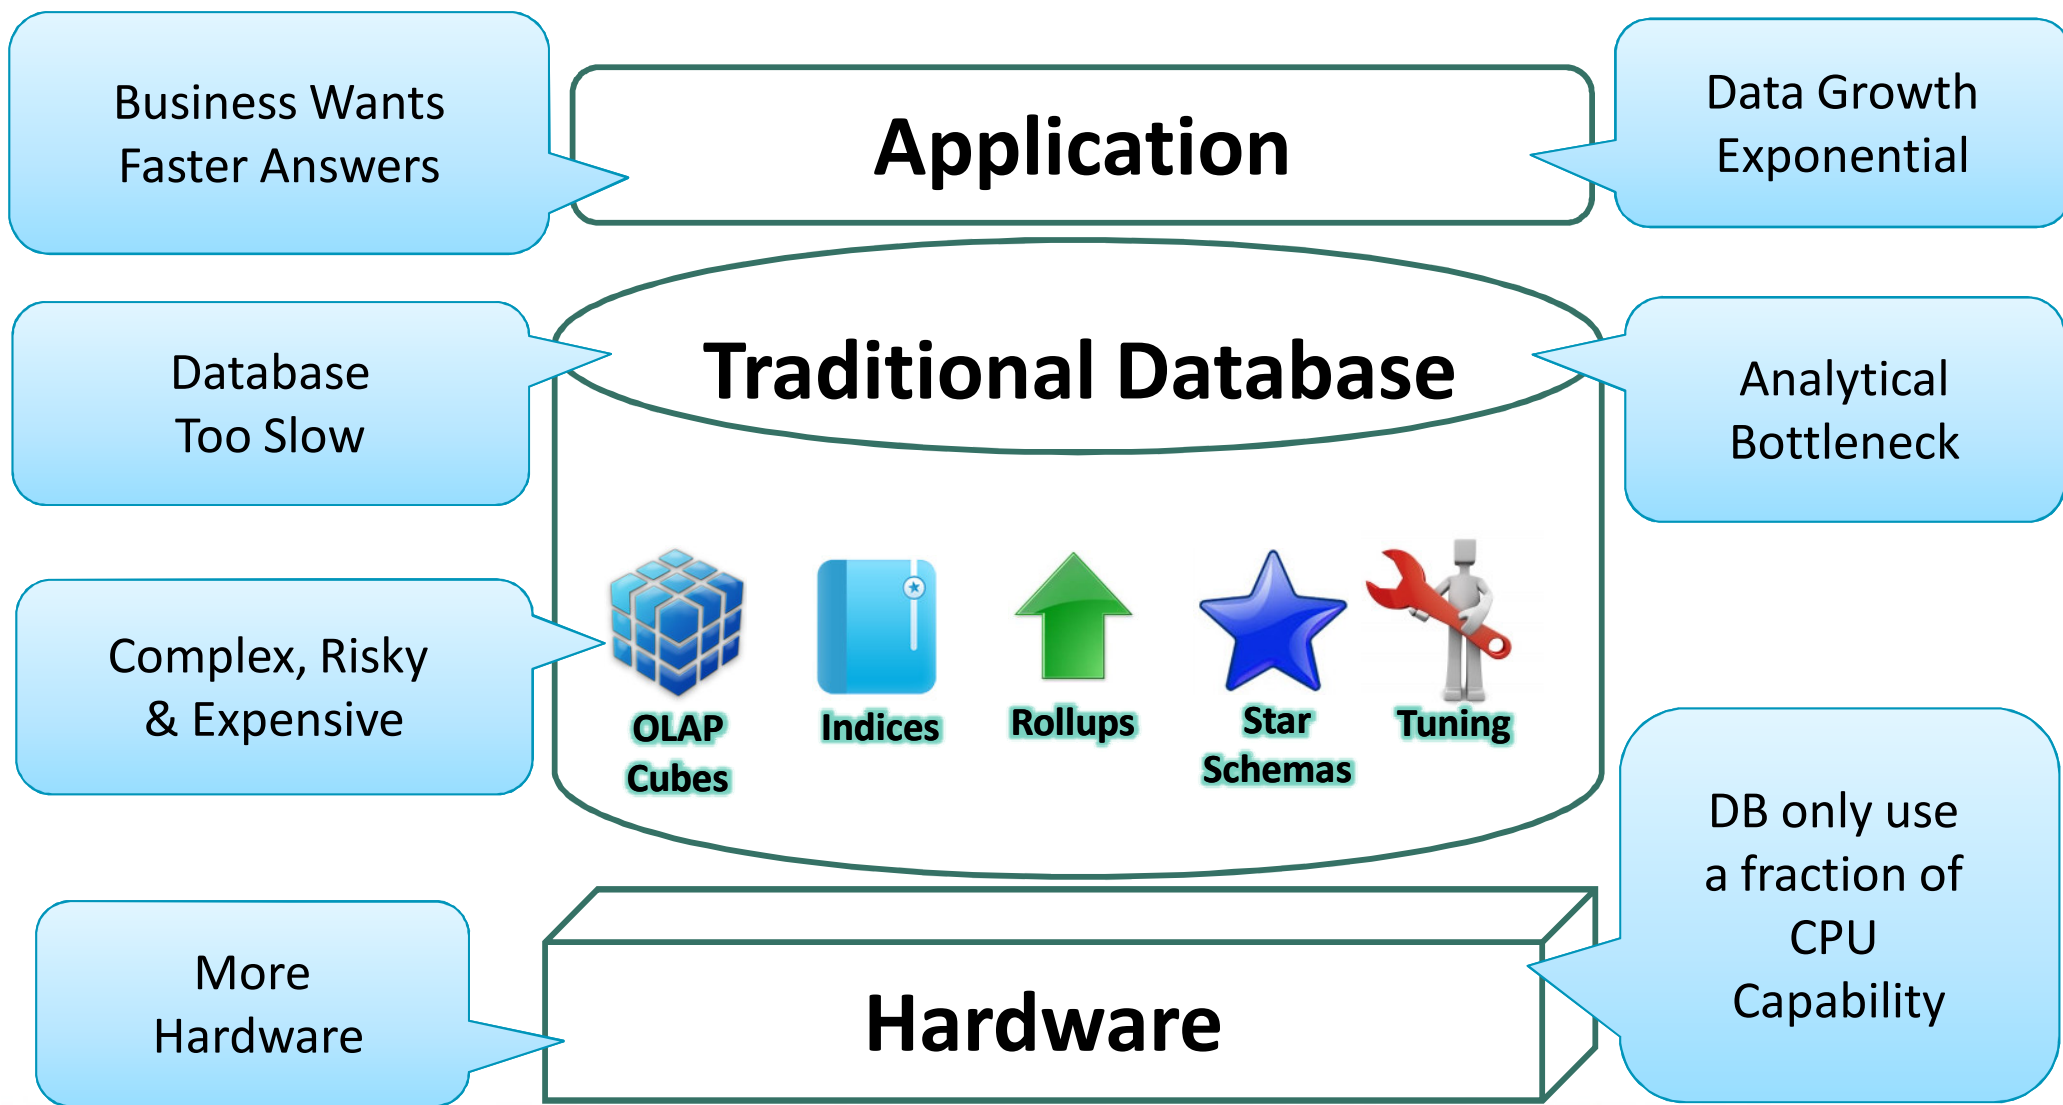 Business Wants
Faster Answers
Application
Data Growth
Exponential
Database
Too Slow
Traditional Database
Analytical
Bottleneck
Complex, Risky
& Expensive
OLAP
Cubes
Indices
Rollups
Star
Schemas
Tuning
DB only use
a fraction of
CPU
Capability
More
Hardware
Hardware